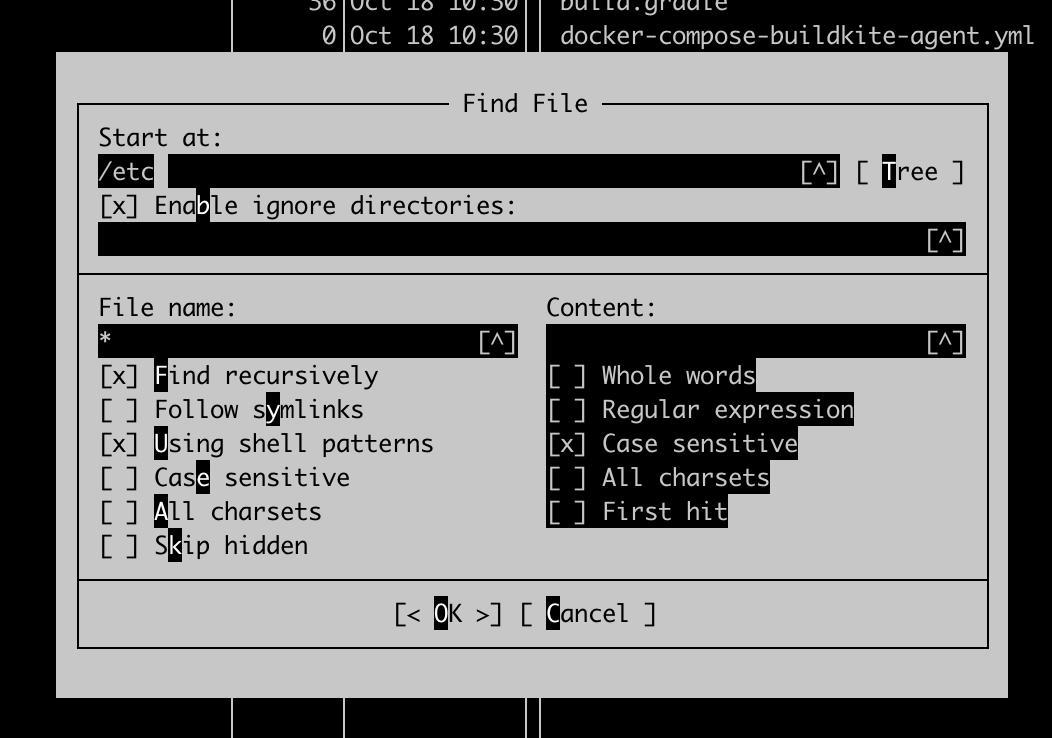 36 Oct 18 10:30 build.gradle
0 Oct 18 10:30 docker-compose-buildkite-agent.yml
Find File
Start at:
/etc [^] [ Tree ]
[x] Enable ignore directories:
[^]
File name: Content:
* [^] [^]
[x] Find recursively [ ] Whole words
[ ] Follow symlinks [ ] Regular expression
[x] Using shell patterns [x] Case sensitive
[ ] Case sensitive [ ] All charsets
[ ] All charsets [ ] First hit
[ ] Skip hidden
[< OK >] [ Cancel ]